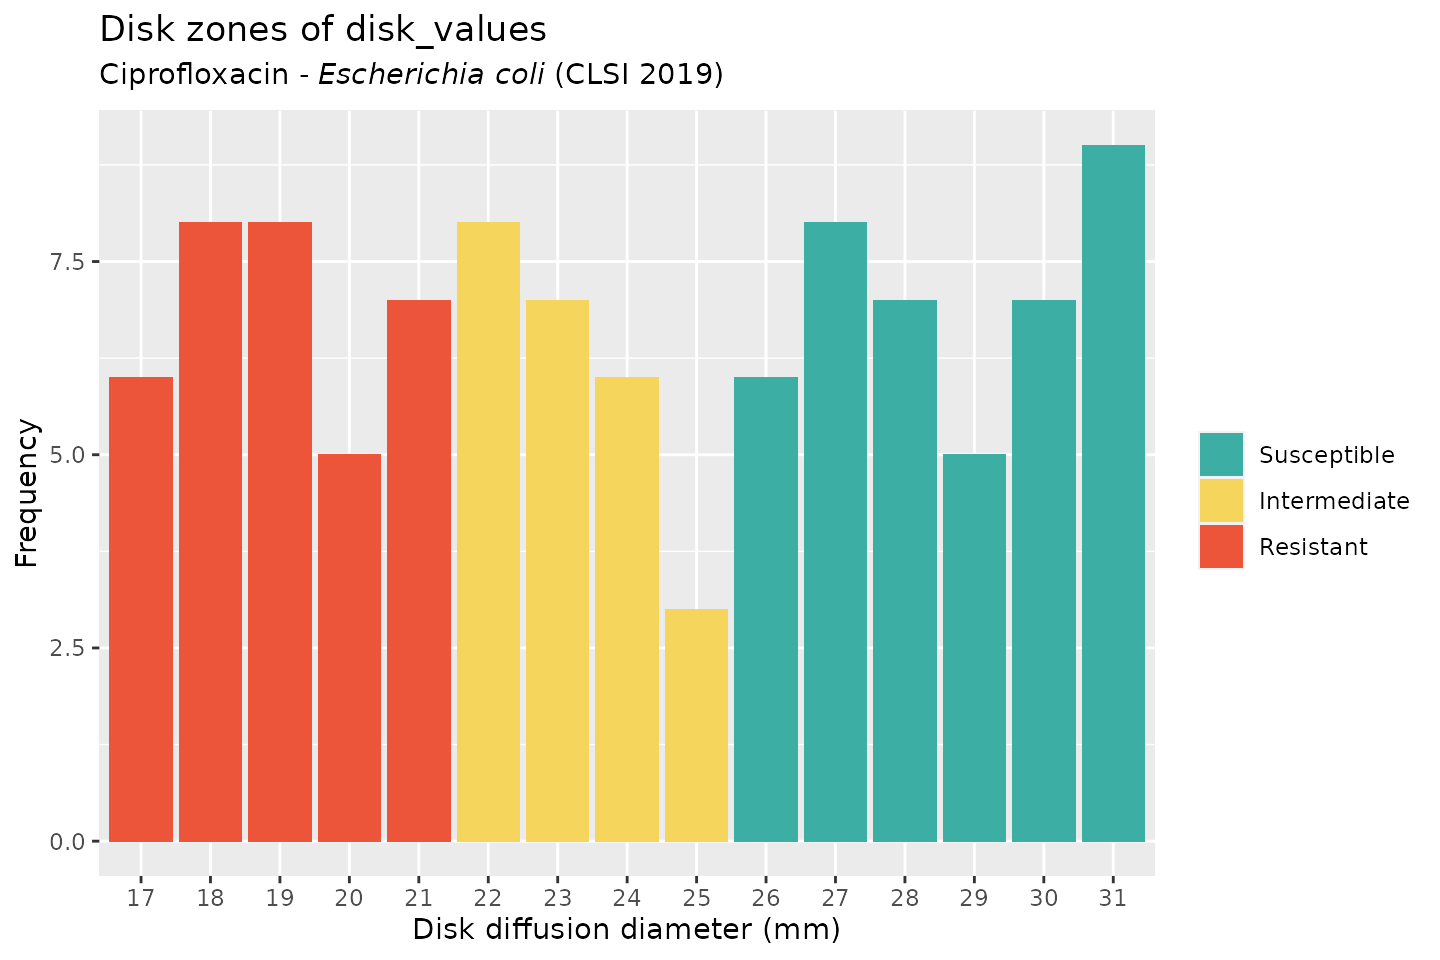 Disk zones of disk_values
Ciprofloxacin - Escherichia coli (CLSI 2019)
Frequency
7.5
5.0
2.5
0.0
17 18 19 20 21 22 23 24 25 26 27 28 29 30 31
Disk diffusion diameter (mm)
Susceptible
Intermediate
Resistant